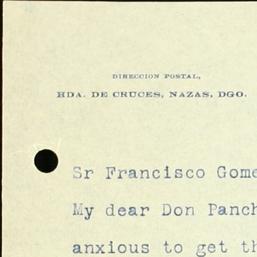 DIRECCION POSTAL,
HDA. DE CRUCES, NAZAS, DGO.
Sr Francisco Gome
My dear Don Panch
anxious to get th